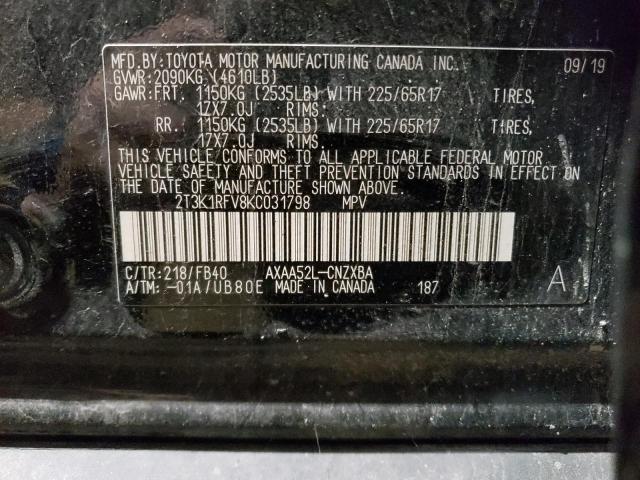 MFD. BY: TOYOTA MOTOR MANUFACTURING CANADA INC. 09/19
GVWR: 2090KG (4610LB)
GAWR: FRT. 1150KG (2535LB) WITH 225/65R17 TIRES,
17X7.0J RIMS.
RR. 1150KG (2535LB) WITH 225/65R17 TIRES,
17X7.0J RIMS.
THIS VEHICLE CONFORMS TO ALL APPLICABLE FEDERAL MOTOR
VEHICLE SAFETY AND THEFT PREVENTION STANDARDS IN EFFECT ON
THE DATE OF MANUFACTURE SHOWN ABOVE.
2T3K1RFV8KC031798 MPV
C/TR: 218/FB40 AXAA52L-CNZXBA
A/TM: -01A/UB80E MADE IN CANADA 187 A